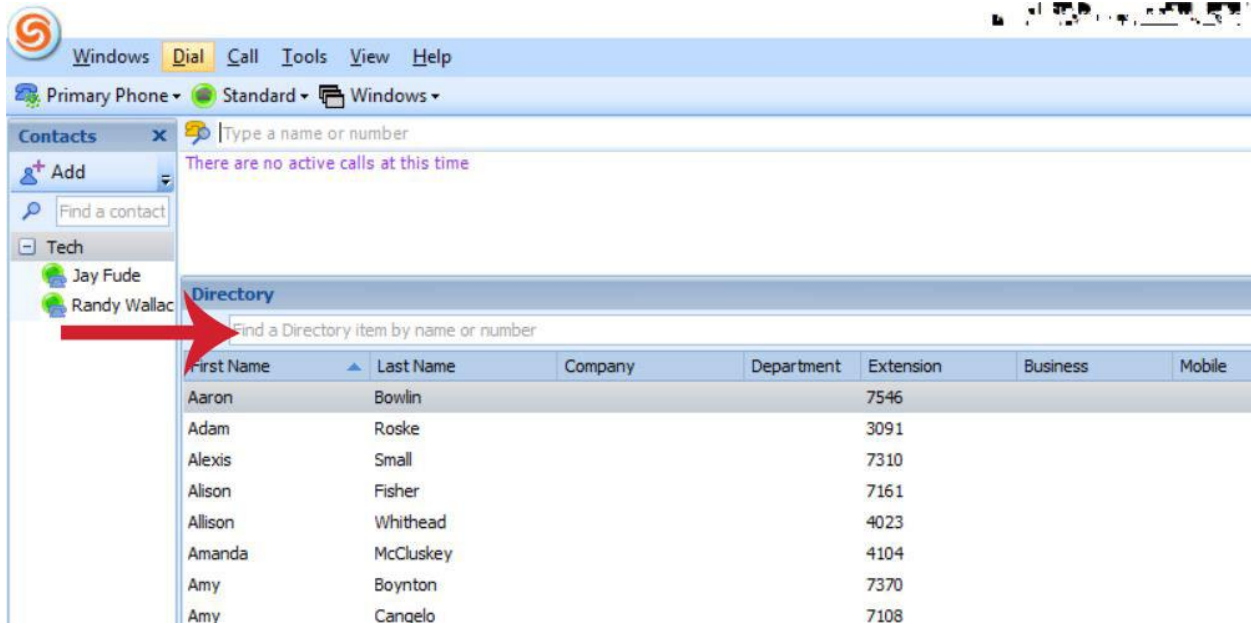 Windows Dial Call Tools View Help
Primary Phone Standard Windows
Contacts
Type a name or number
There are no active calls at this time
Add
Find a contact
Tech
Jay Fude
Randy Wallac
Directory
Find a Directory item by name or number
First Name Last Name Company Department Extension Business Mobile
Aaron Bowlin 7546
Adam Roske 3091
Alexis Small 7310
Alison Fisher 7161
Allison Whithead 4023
Amanda McCluskey 4104
Amy Boynton 7370
Amy Cangelo 7108